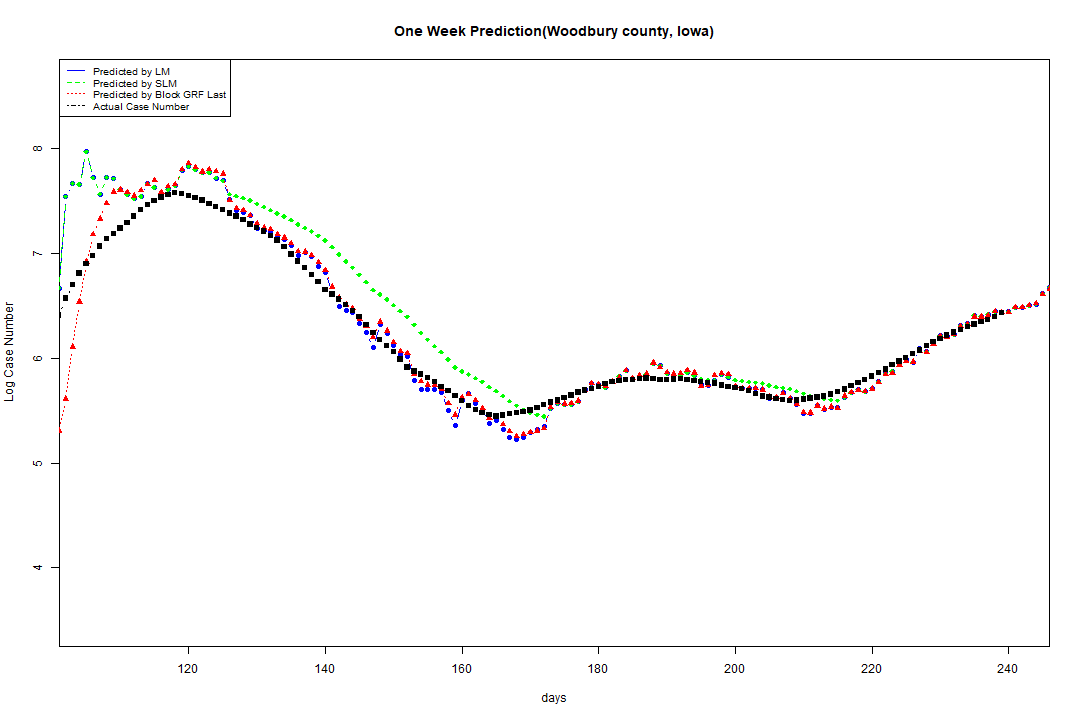 One Week Prediction(Woodbury county, Iowa)
Predicted by LM
Predicted by SLM
Predicted by Block GRF Last
Actual Case Number
8
7
6
5
4
Log Case Number
120 140 160 180 200 220 240
days